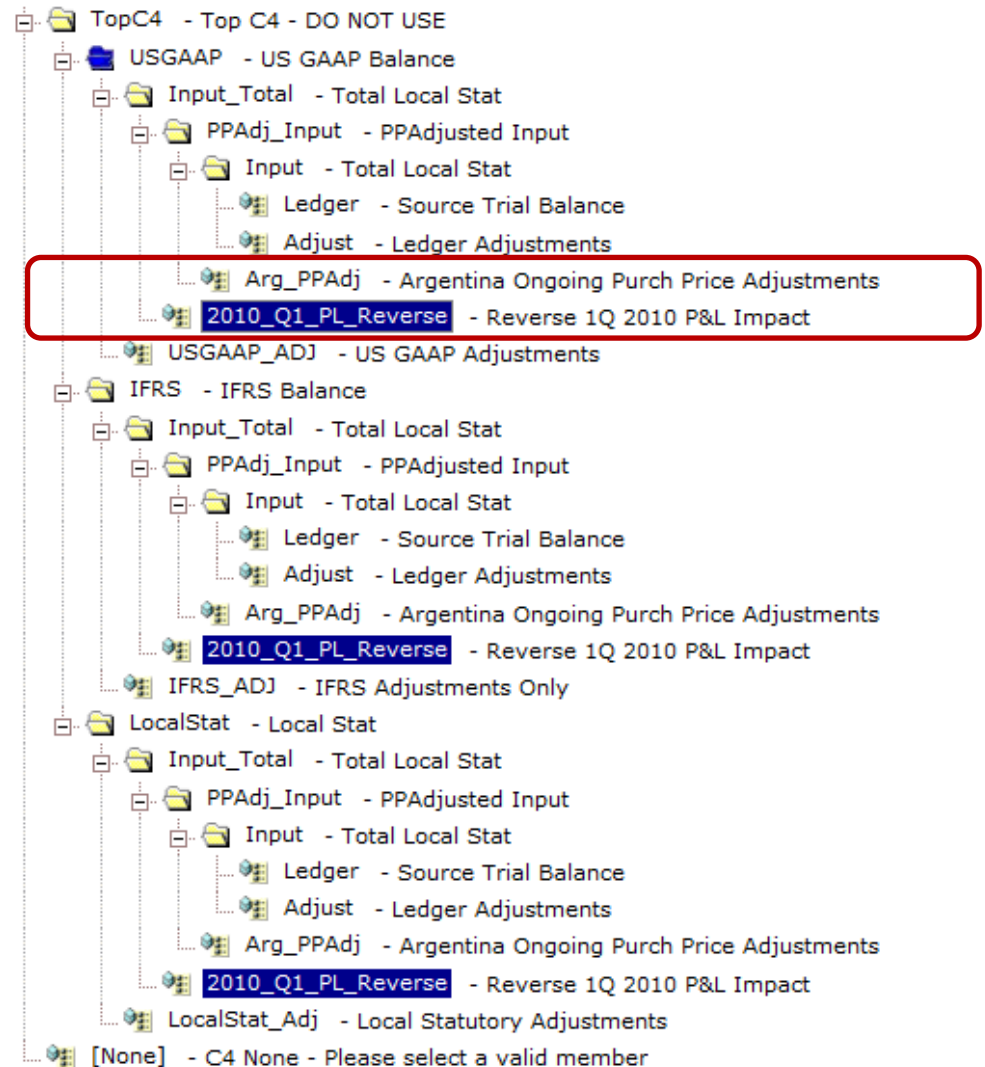 TopC4 - Top C4 - DO NOT USE
USGAAP - US GAAP Balance
Input_Total - Total Local Stat
PPAdj_Input - PPAdjusted Input
Input - Total Local Stat
Ledger - Source Trial Balance
Adjust - Ledger Adjustments
Arg_PPAdj - Argentina Ongoing Purch Price Adjustments
2010_Q1_PL_Reverse - Reverse 1Q 2010 P&L Impact
USGAAP_ADJ - US GAAP Adjustments
IFRS - IFRS Balance
Input_Total - Total Local Stat
PPAdj_Input - PPAdjusted Input
Input - Total Local Stat
Ledger - Source Trial Balance
Adjust - Ledger Adjustments
Arg_PPAdj - Argentina Ongoing Purch Price Adjustments
2010_Q1_PL_Reverse - Reverse 1Q 2010 P&L Impact
IFRS_ADJ - IFRS Adjustments Only
LocalStat - Local Stat
Input_Total - Total Local Stat
PPAdj_Input - PPAdjusted Input
Input - Total Local Stat
Ledger - Source Trial Balance
Adjust - Ledger Adjustments
Arg_PPAdj - Argentina Ongoing Purch Price Adjustments
2010_Q1_PL_Reverse - Reverse 1Q 2010 P&L Impact
LocalStat_Adj - Local Statutory Adjustments
[None] - C4 None - Please select a valid member